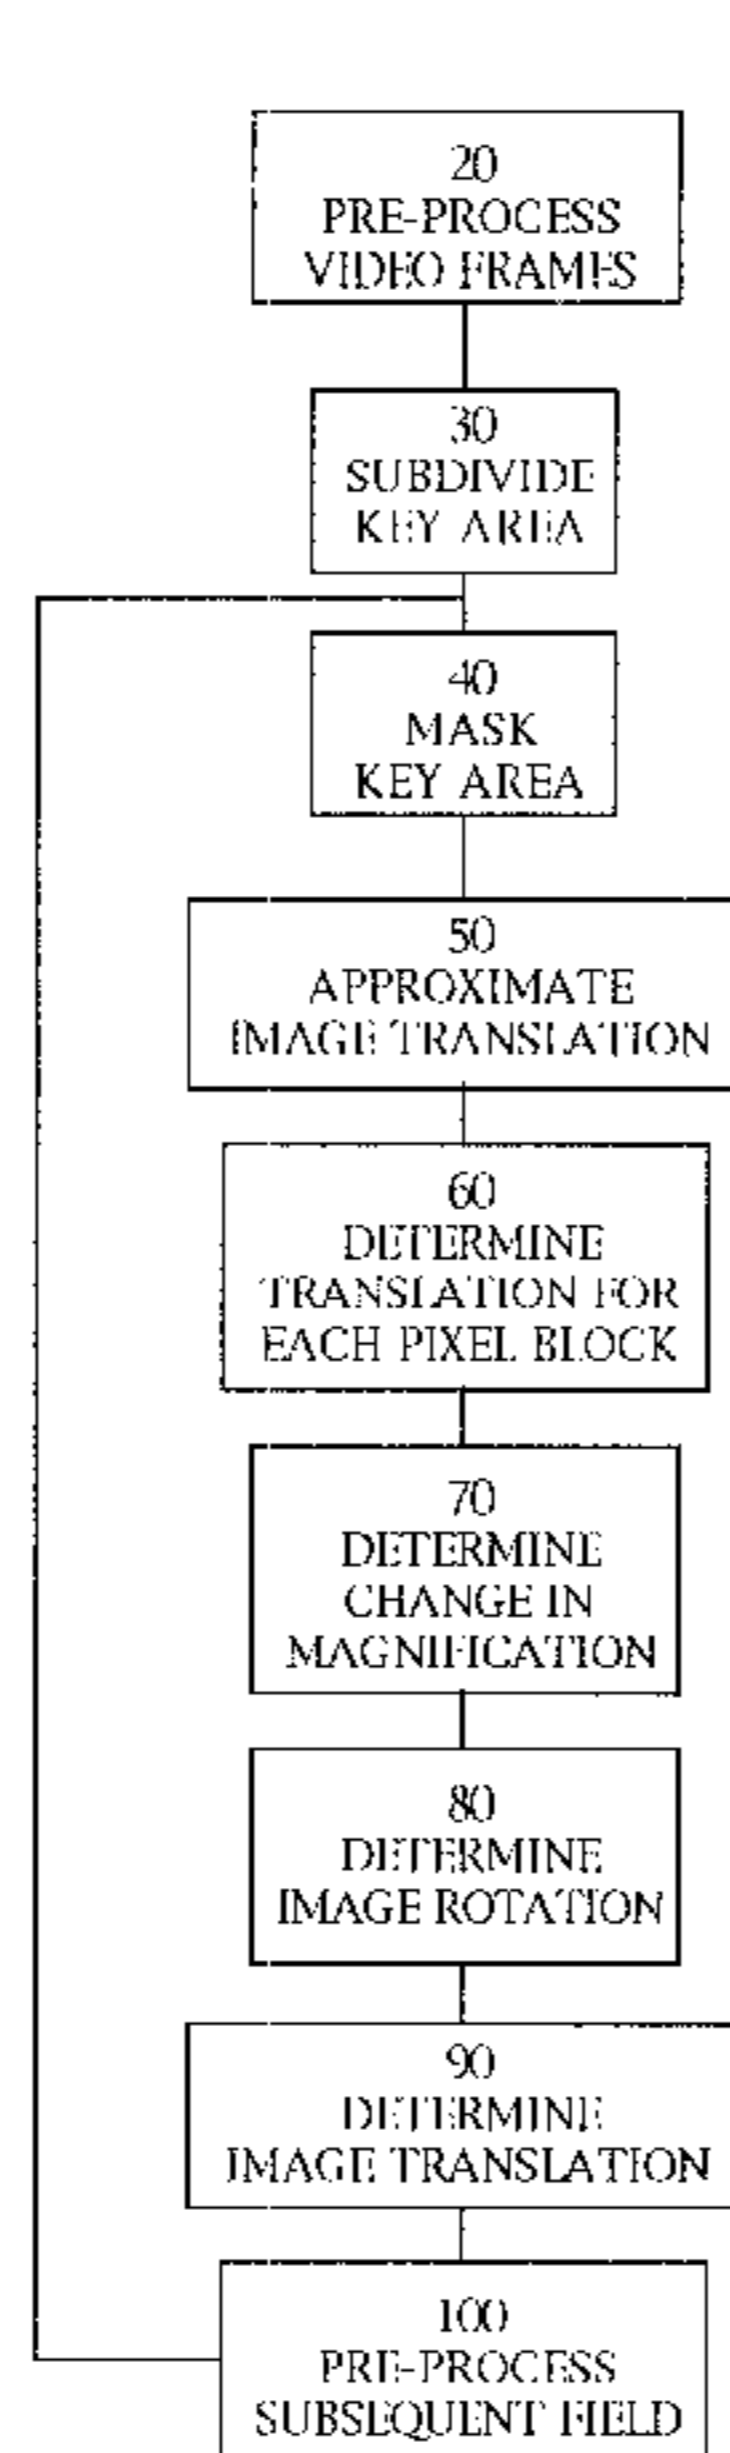 20
PRE-PROCESS
VIDEO FRAMES
30
SUBDIVIDE
KEY AREA
40
MASK
KEY AREA
50
APPROXIMATE
IMAGE TRANSLATION
60
DETERMINE
TRANSLATION FOR
EACH PIXEL BLOCK
70
DETERMINE
CHANGE IN
MAGNIFICATION
80
DETERMINE
IMAGE ROTATION
90
DETERMINE
IMAGE TRANSLATION
100
PRE-PROCESS
SUBSEQUENT FIELD